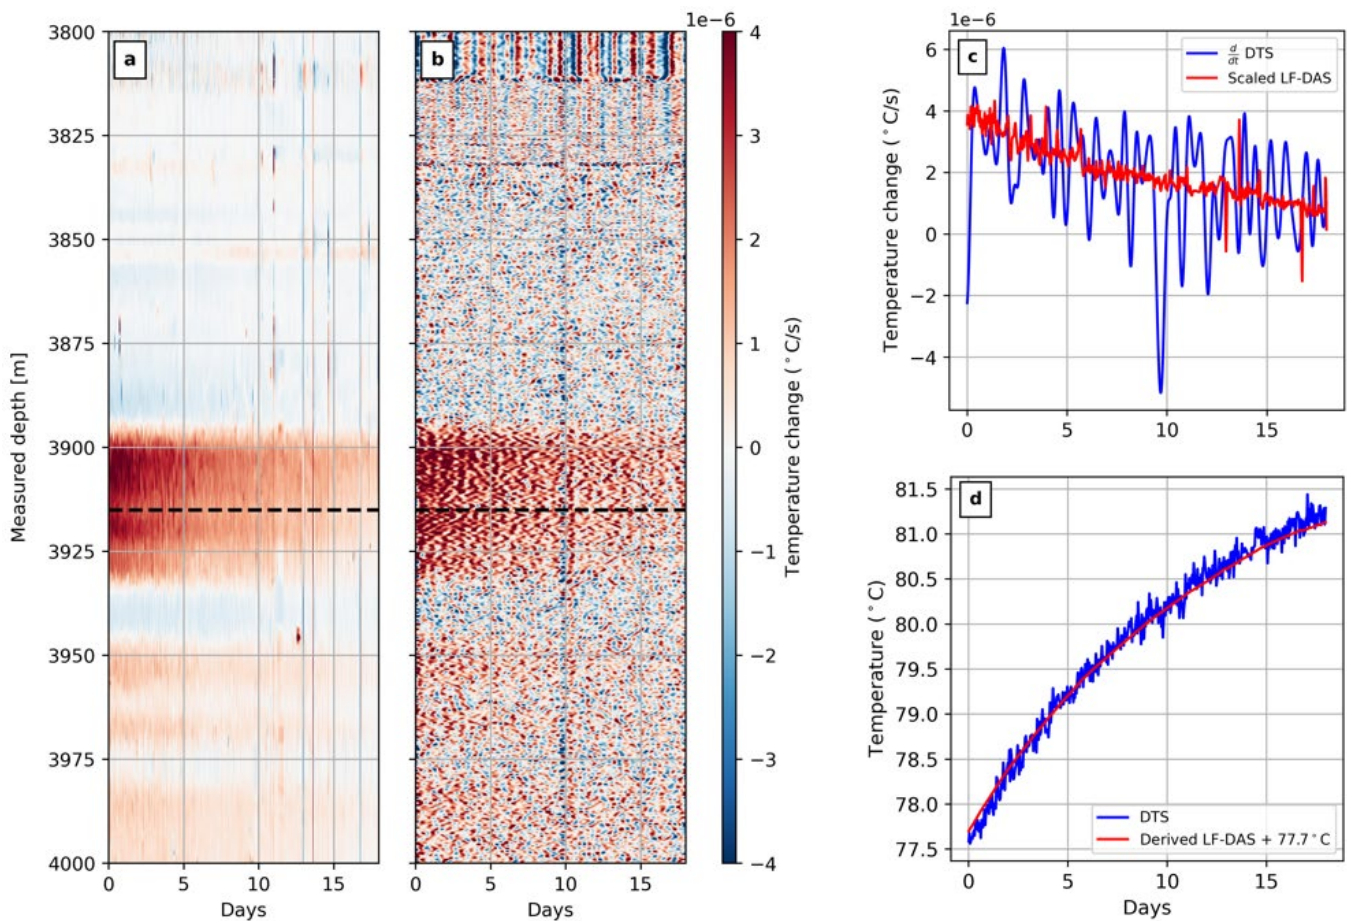 a
3800
3825
3850
3875
3900
3925
3950
3975
4000
Measured depth [m]
0 5 10 15
Days
b
0 5 10 15
Days
1e−6
4
3
2
1
0
−1
−2
−3
−4
Temperature change (°C/s)
1e−6
c
d/dt DTS
Scaled LF-DAS
6
4
2
0
−2
−4
Temperature change (°C/s)
0 5 10 15
d
81.5
81.0
80.5
80.0
79.5
79.0
78.5
78.0
77.5
Temperature (°C)
DTS
Derived LF-DAS + 77.7°C
0 5 10 15
Days